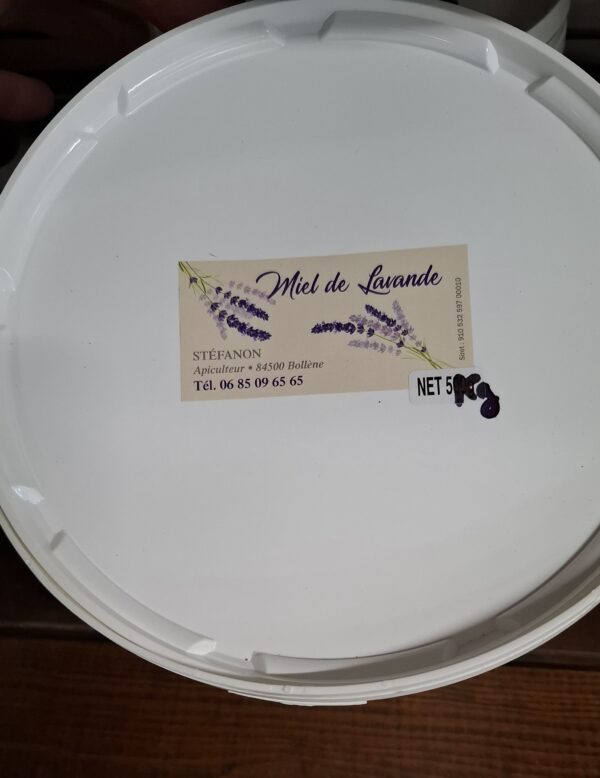 Miel de Lavande
STÉFANON
Apiculteur • 84500 Bollène
Tél. 06 85 09 65 65
Siret : 910 532 597 00010
NET 5 Kg